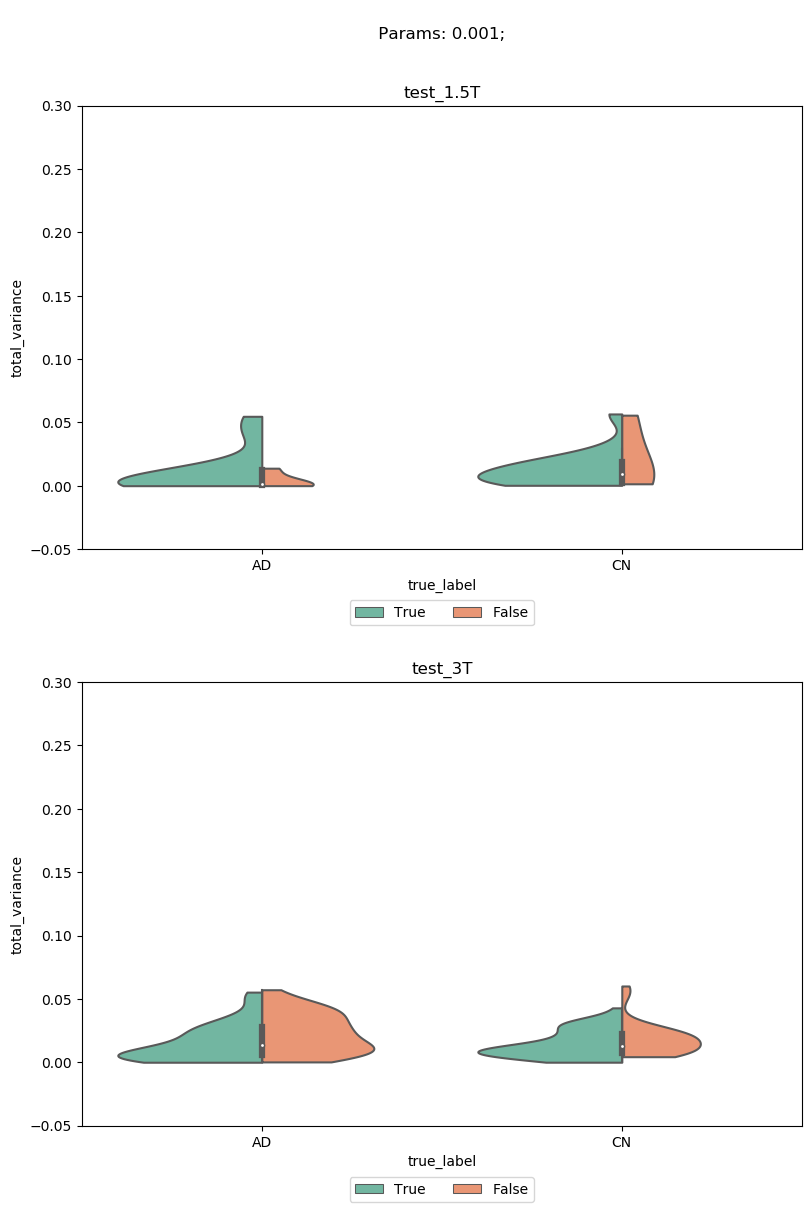 Params: 0.001;
test_1.5T
0.30
0.25
0.20
0.15
0.10
0.05
0.00
−0.05
total_variance
AD CN
true_label
True False
test_3T
0.30
0.25
0.20
0.15
0.10
0.05
0.00
−0.05
total_variance
AD CN
true_label
True False